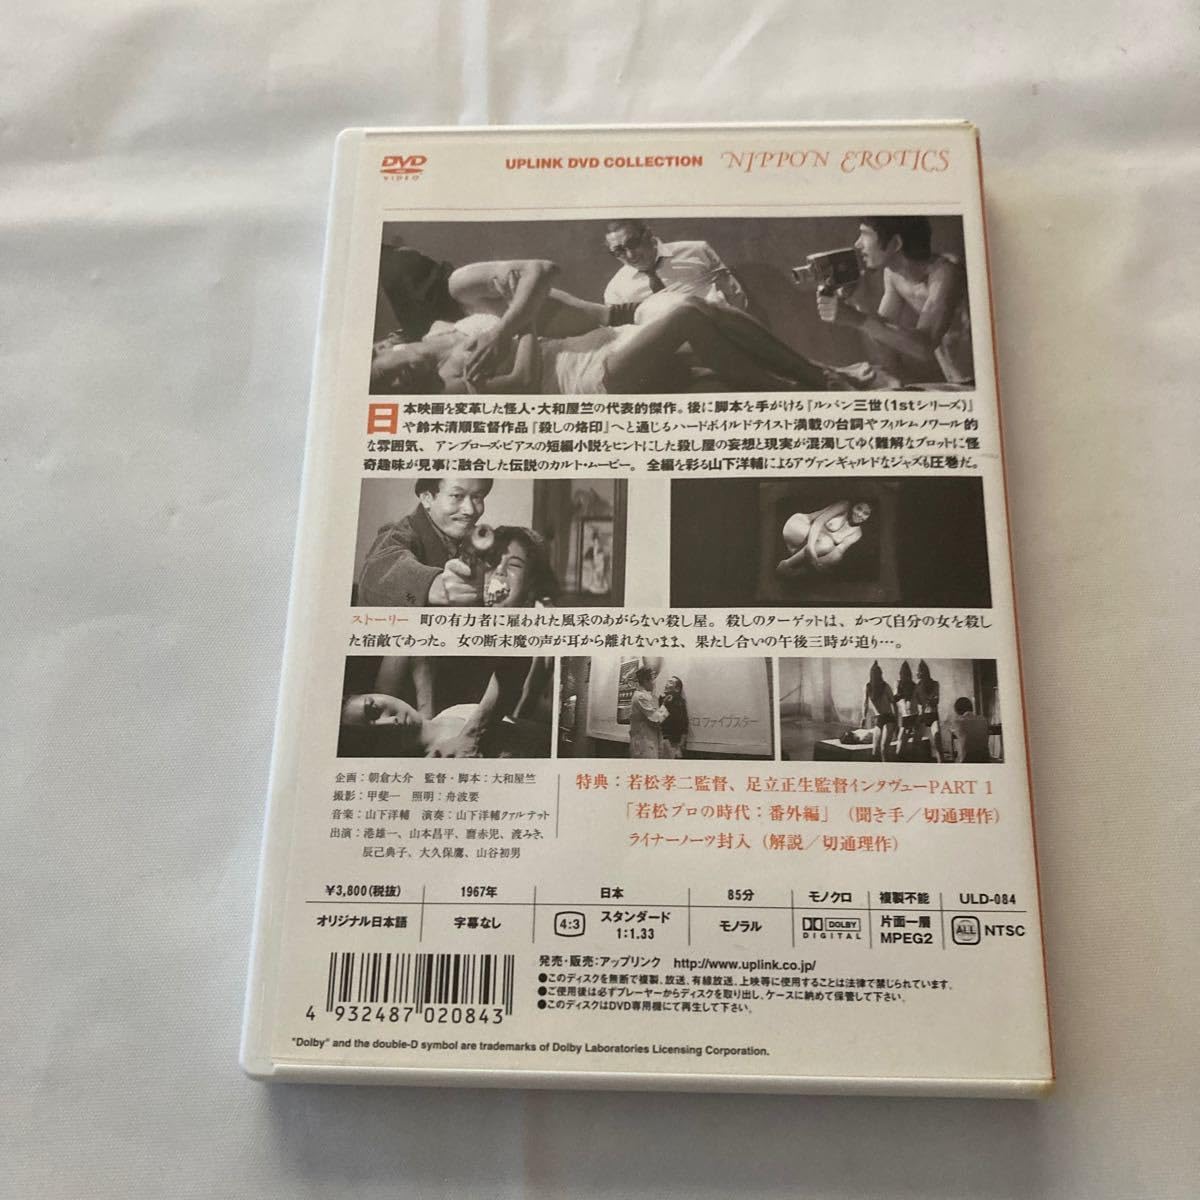 DVD VIDEO
UPLINK DVD COLLECTION NIPPON EROTICS
日本映画を変革した怪人・大和屋竺の代表的傑作。後に脚本を手がける『ルパン三世(1stシリーズ)』
や鈴木清順監督作品『殺しの烙印』へと通じるハードボイルドテイスト満載の台詞やフィルムノワール的
な雰囲気、アンブローズ・ビアスの短編小説をヒントにした殺し屋の妄想と現実が混濁してゆく難解なプロットに怪
奇趣味が見事に融合した伝説のカルト・ムービー。全編を彩る山下洋輔によるアヴァンギャルドなジャズも圧巻だ。
ストーリー 町の有力者に雇われた風采のあがらない殺し屋。殺しのターゲットは、かつて自分の女を殺し
た宿敵であった。女の断末魔の声が耳から離れないまま、果たし合いの午後三時が迫り…。
ロファイブスター
企画：朝倉大介 監督・脚本：大和屋竺
撮影：甲斐一 照明：舟波要
音楽：山下洋輔 演奏：山下洋輔クァルテット
出演：港雄一、山本昌平、麿赤児、渡みき、
辰己典子、大久保鷹、山谷初男
特典：若松孝二監督、足立正生監督インタヴューPART 1
「若松プロの時代：番外編」（聞き手／切通理作）
ライナーノーツ封入（解説／切通理作）
¥3,800(税抜) 1967年 日本 85分 モノクロ 複製不能 ULD-084
オリジナル日本語 字幕なし 4:3 スタンダード 1:1.33 モノラル DOLBY DIGITAL 片面一層 MPEG2 ALL NTSC
発売・販売：アップリンク http://www.uplink.co.jp/
●このディスクを無断で複製、放送、有線放送、上映等に使用することは法律で禁じられています。
●ご使用後は必ずプレーヤーからディスクを取り出し、ケースに納めて保管して下さい。
●このディスクはDVD専用機にて再生して下さい。
4 932487 020843
"Dolby" and the double-D symbol are trademarks of Dolby Laboratories Licensing Corporation.